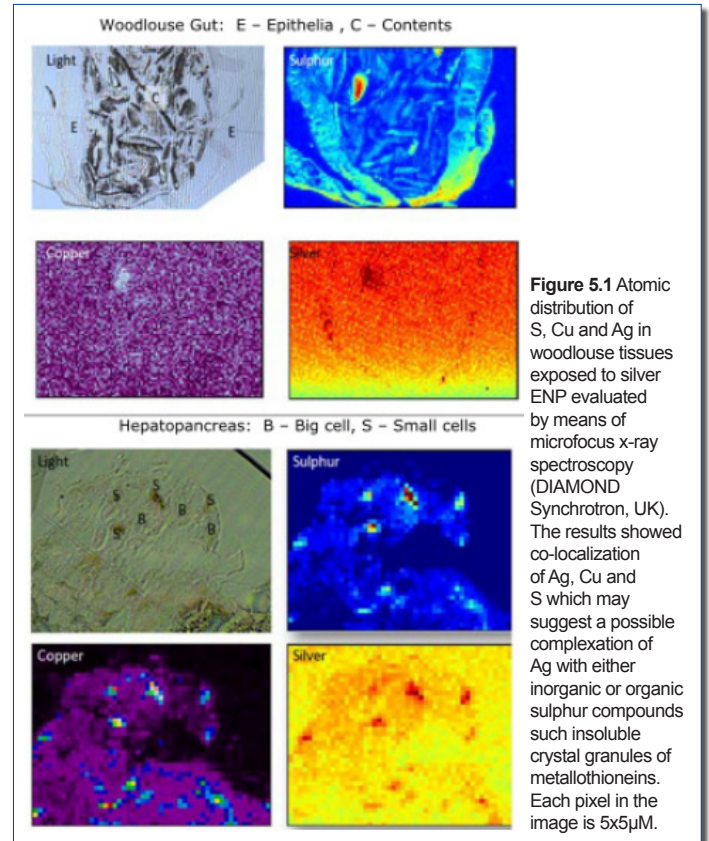 Woodlouse Gut: E – Epithelia , C – Contents
Light
C
E
E
Sulphur
Copper
Silver
Hepatopancreas: B – Big cell, S – Small cells
Light
S
S
S
B
B
B
S
Sulphur
Copper
Silver
Figure 5.1 Atomic
distribution of
S, Cu and Ag in
woodlouse tissues
exposed to silver
ENP evaluated
by means of
microfocus x-ray
spectroscopy
(DIAMOND
Synchrotron, UK).
The results showed
co-localization
of Ag, Cu and
S which may
suggest a possible
complexation of
Ag with either
inorganic or organic
sulphur compounds
such insoluble
crystal granules of
metallothioneins.
Each pixel in the
image is 5x5µM.